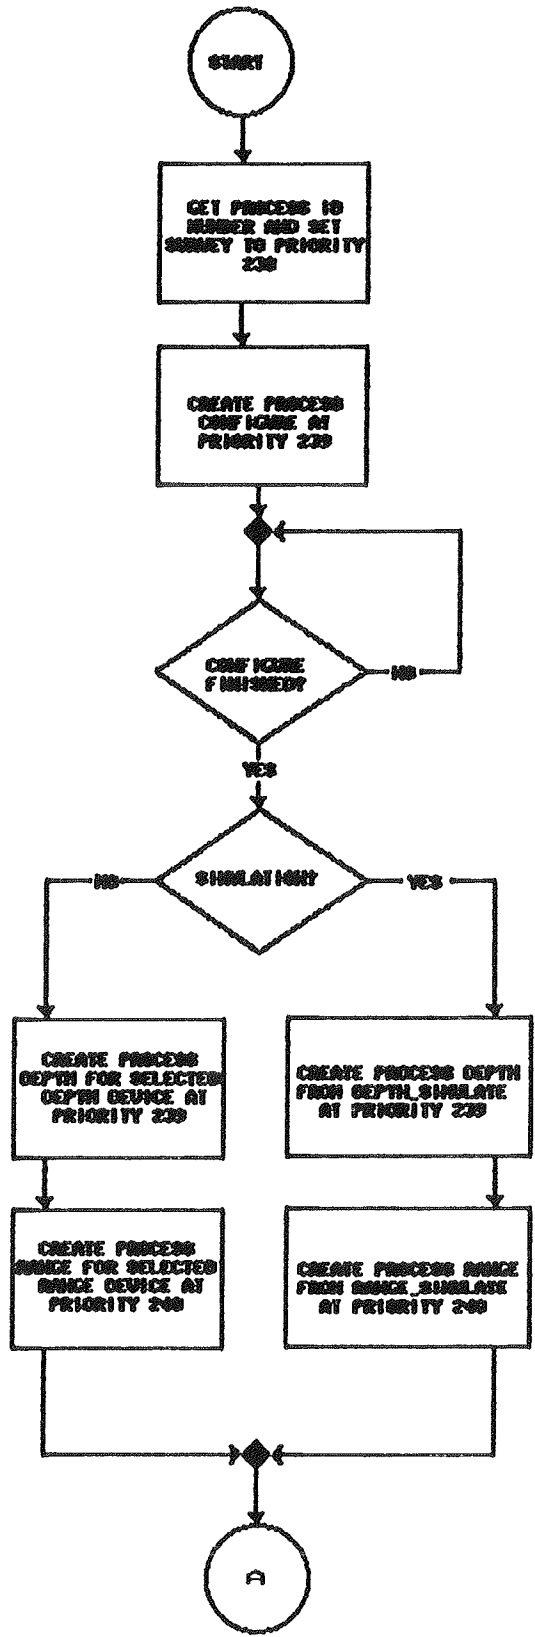 START
GET PROCESS ID
NUMBER AND SET
SURVEY TO PRIORITY
230
CREATE PROCESS
CONFIGURE AT
PRIORITY 239
CONFIGURE
FINISHED?
NO
YES
SIMULATION?
NO
YES
CREATE PROCESS
DEPTH FOR SELECTED
DEPTH DEVICE AT
PRIORITY 239
CREATE PROCESS DEPTH
FROM DEPTH_SIMULATE
AT PRIORITY 239
CREATE PROCESS
RANGE FOR SELECTED
RANGE DEVICE AT
PRIORITY 240
CREATE PROCESS RANGE
FROM RANGE_SIMULATE
AT PRIORITY 240
A